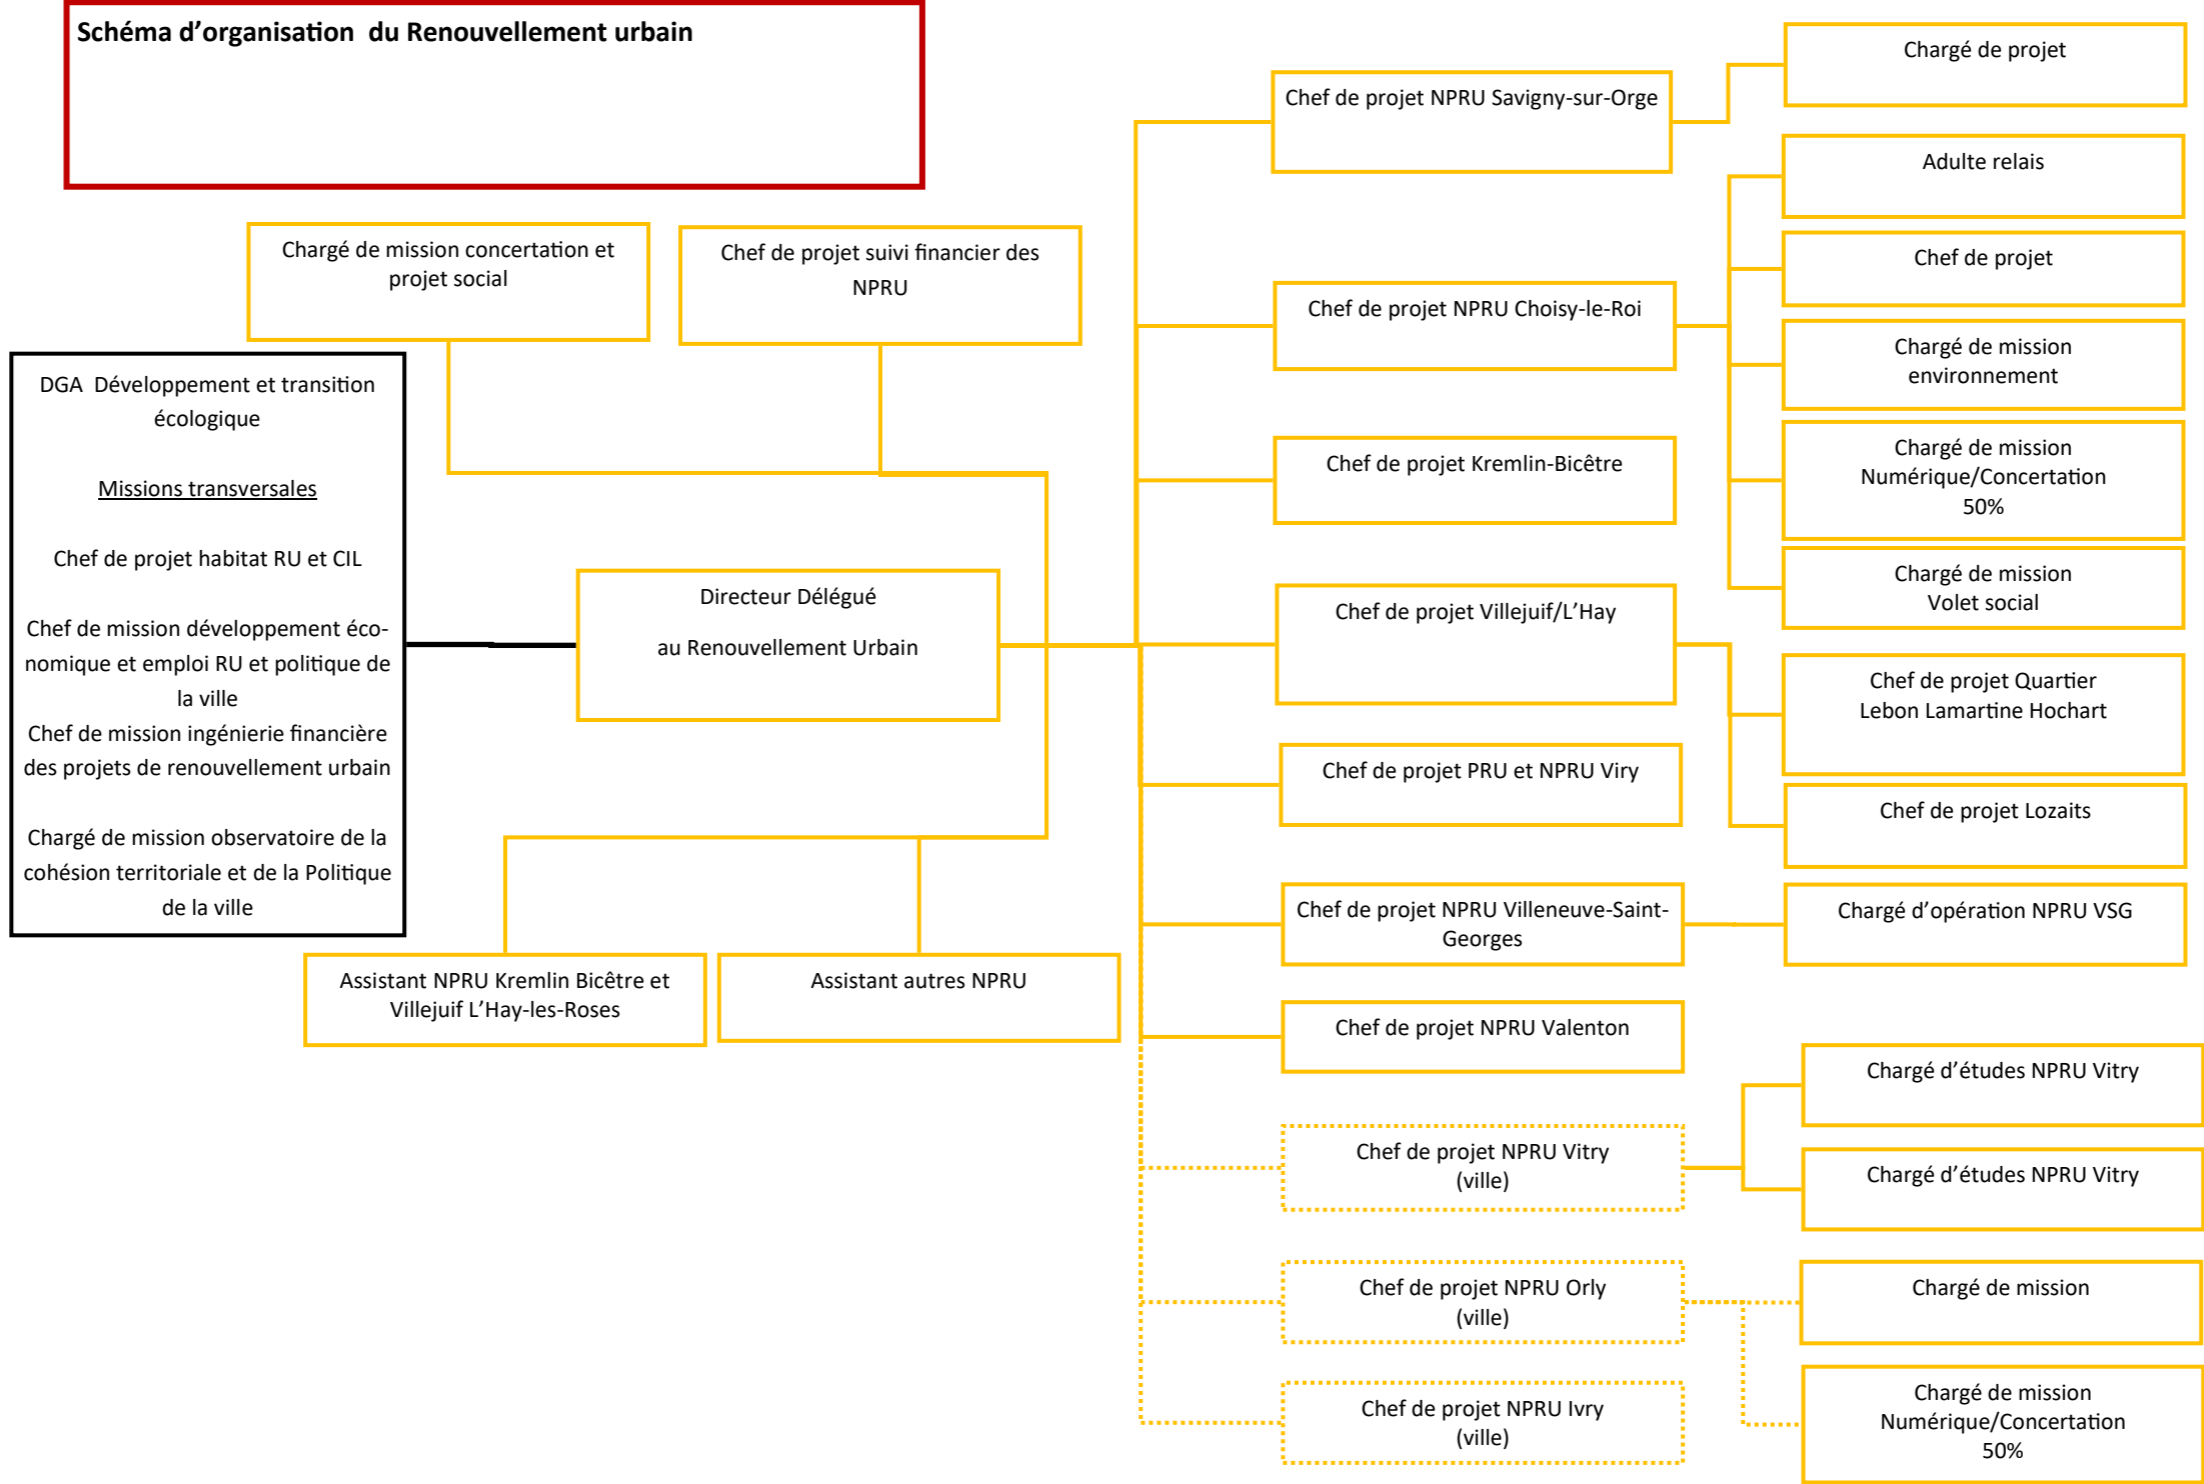 Schéma d'organisation  du Renouvellement urbain
Chargé de mission concertation et
projet social
Chef de projet suivi financier des
NPRU
DGA  Développement et transition
écologique
Missions transversales
Chef de projet habitat RU et CIL
Chef de mission développement éco-
nomique et emploi RU et politique de
la ville
Chef de mission ingénierie financière
des projets de renouvellement urbain
Chargé de mission observatoire de la
cohésion territoriale et de la Politique
de la ville
Directeur Délégué
au Renouvellement Urbain
Assistant NPRU Kremlin Bicêtre et
Villejuif L'Hay-les-Roses
Assistant autres NPRU
Chef de projet NPRU Savigny-sur-Orge
Chef de projet NPRU Choisy-le-Roi
Chef de projet Kremlin-Bicêtre
Chef de projet Villejuif/L'Hay
Chef de projet PRU et NPRU Viry
Chef de projet NPRU Villeneuve-Saint-
Georges
Chef de projet NPRU Valenton
Chef de projet NPRU Vitry
(ville)
Chef de projet NPRU Orly
(ville)
Chef de projet NPRU Ivry
(ville)
Chargé de projet
Adulte relais
Chef de projet
Chargé de mission
environnement
Chargé de mission
Numérique/Concertation
50%
Chargé de mission
Volet social
Chef de projet Quartier
Lebon Lamartine Hochart
Chef de projet Lozaits
Chargé d'opération NPRU VSG
Chargé d'études NPRU Vitry
Chargé d'études NPRU Vitry
Chargé de mission
Chargé de mission
Numérique/Concertation
50%